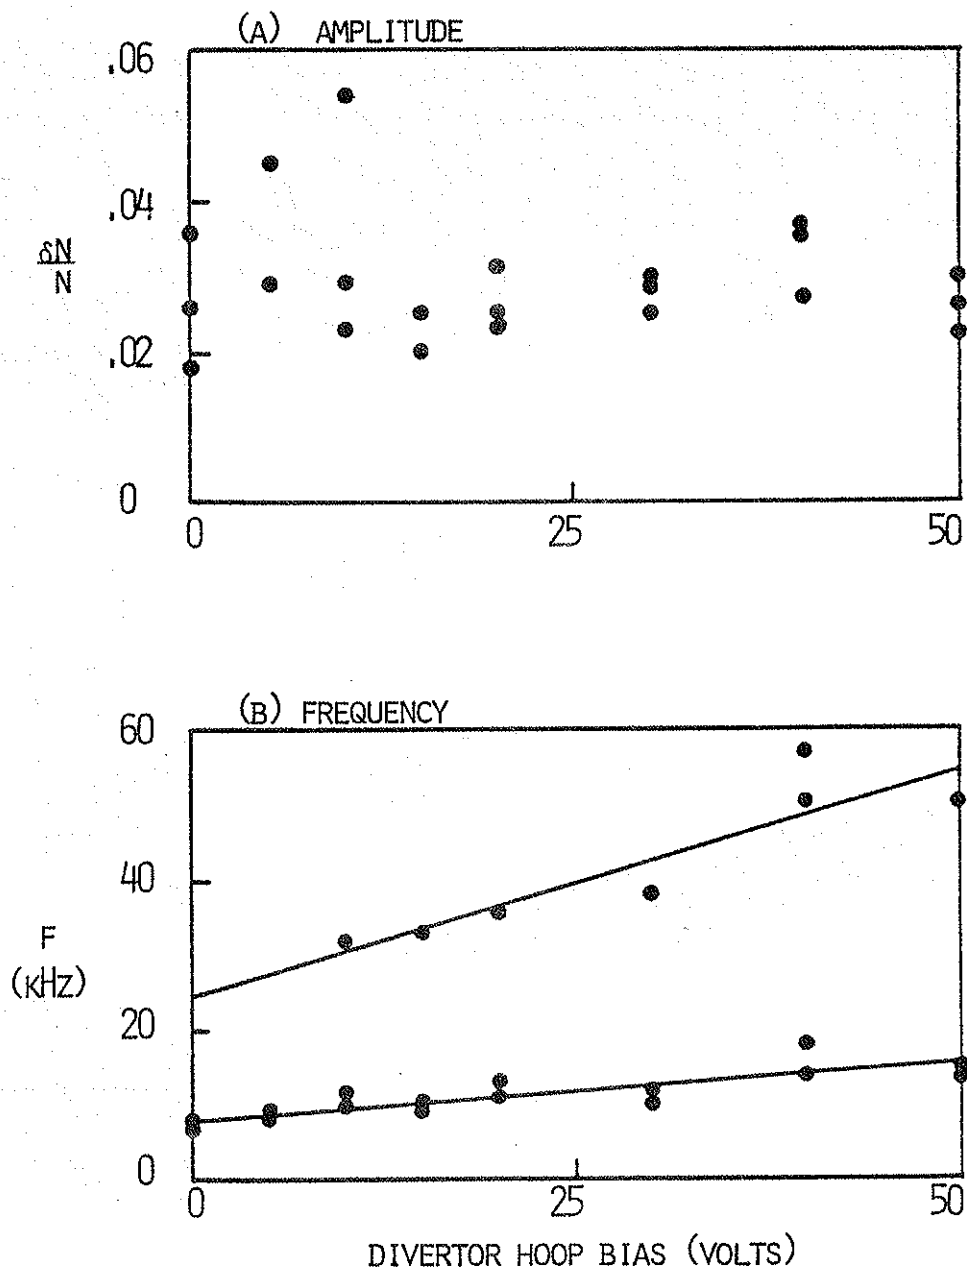 (A) AMPLITUDE
.06
.04
δN
N
.02
0
0 25 50
(B) FREQUENCY
60
40
F
(KHZ)
20
0
0 25 50
DIVERTOR HOOP BIAS (VOLTS)